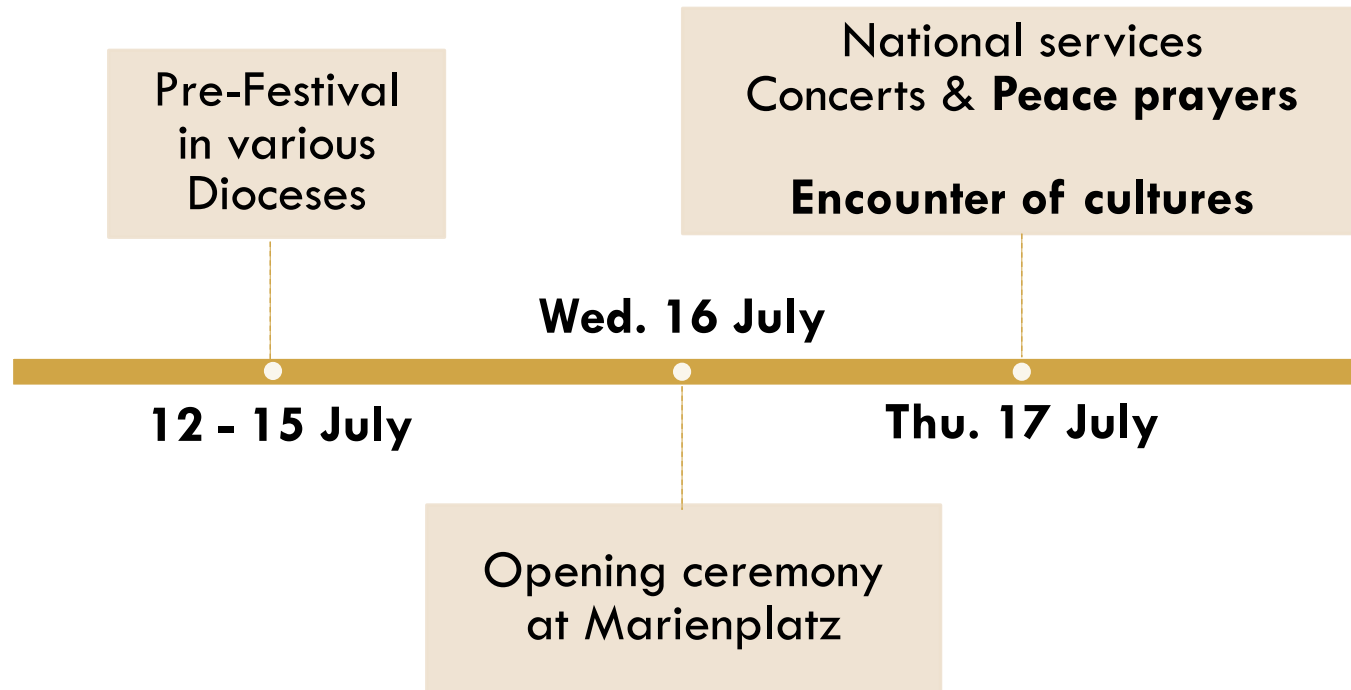 Pre-Festival
in various
Dioceses
National services
Concerts & Peace prayers
Encounter of cultures
Wed. 16 July
12 - 15 July
Thu. 17 July
Opening ceremony
at Marienplatz